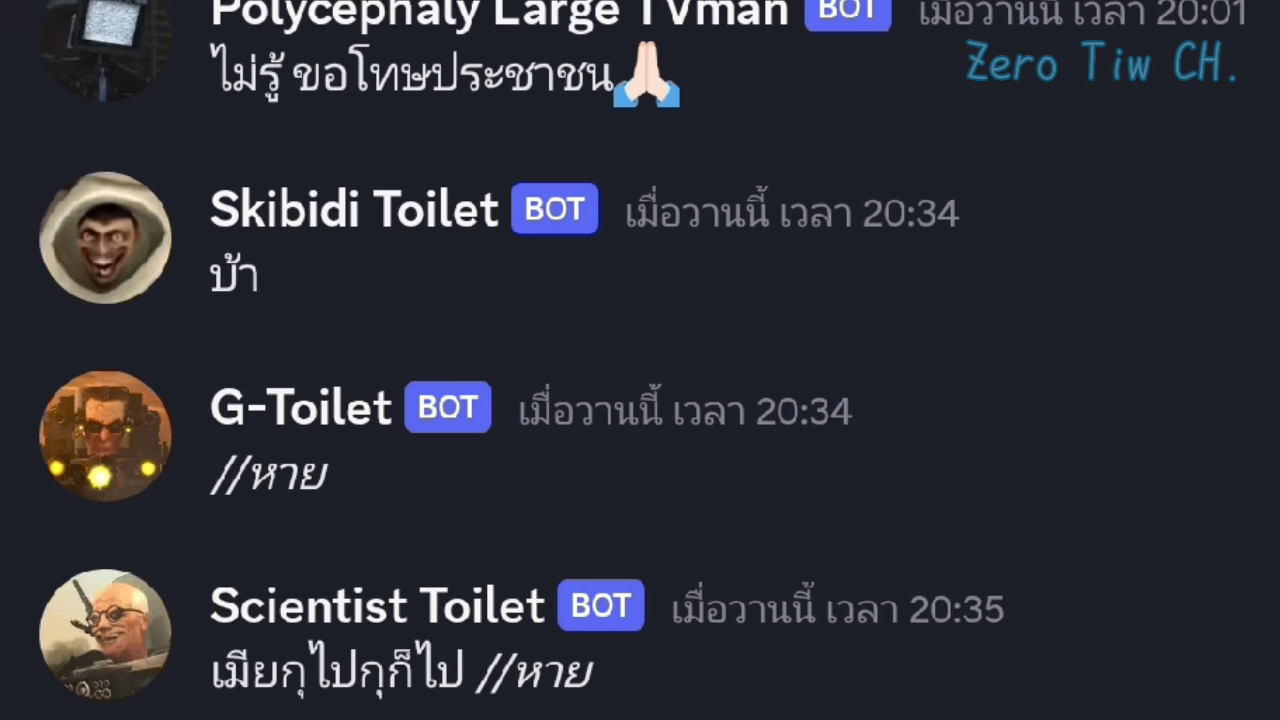 Polycephaly Large TVman BOT เมื่อวานนี้ เวลา 20:01
ไม่รู้ ขอโทษประชาชน🙏🏻
Zero Tiw CH.
Skibidi Toilet BOT เมื่อวานนี้ เวลา 20:34
บ้า
G-Toilet BOT เมื่อวานนี้ เวลา 20:34
//หาย
Scientist Toilet BOT เมื่อวานนี้ เวลา 20:35
เมียกุไปกุก็ไป //หาย